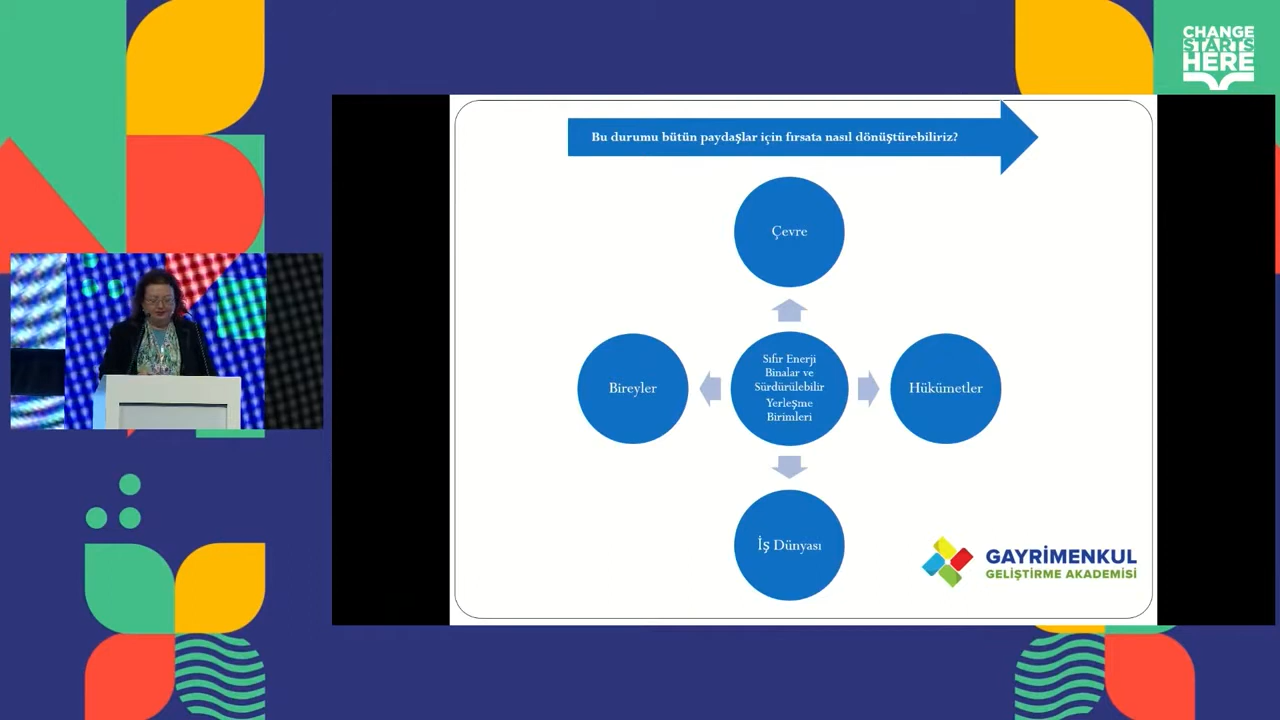 CHANGE
STARTS
HERE
Bu durumu bütün paydaşlar için fırsata nasıl dönüştürebiliriz?
Çevre
Bireyler
Sıfır Enerji
Binalar ve
Sürdürülebilir
Yerleşme
Birimleri
Hükümetler
İş Dünyası
GAYRİMENKUL
GELİŞTİRME AKADEMİSİ